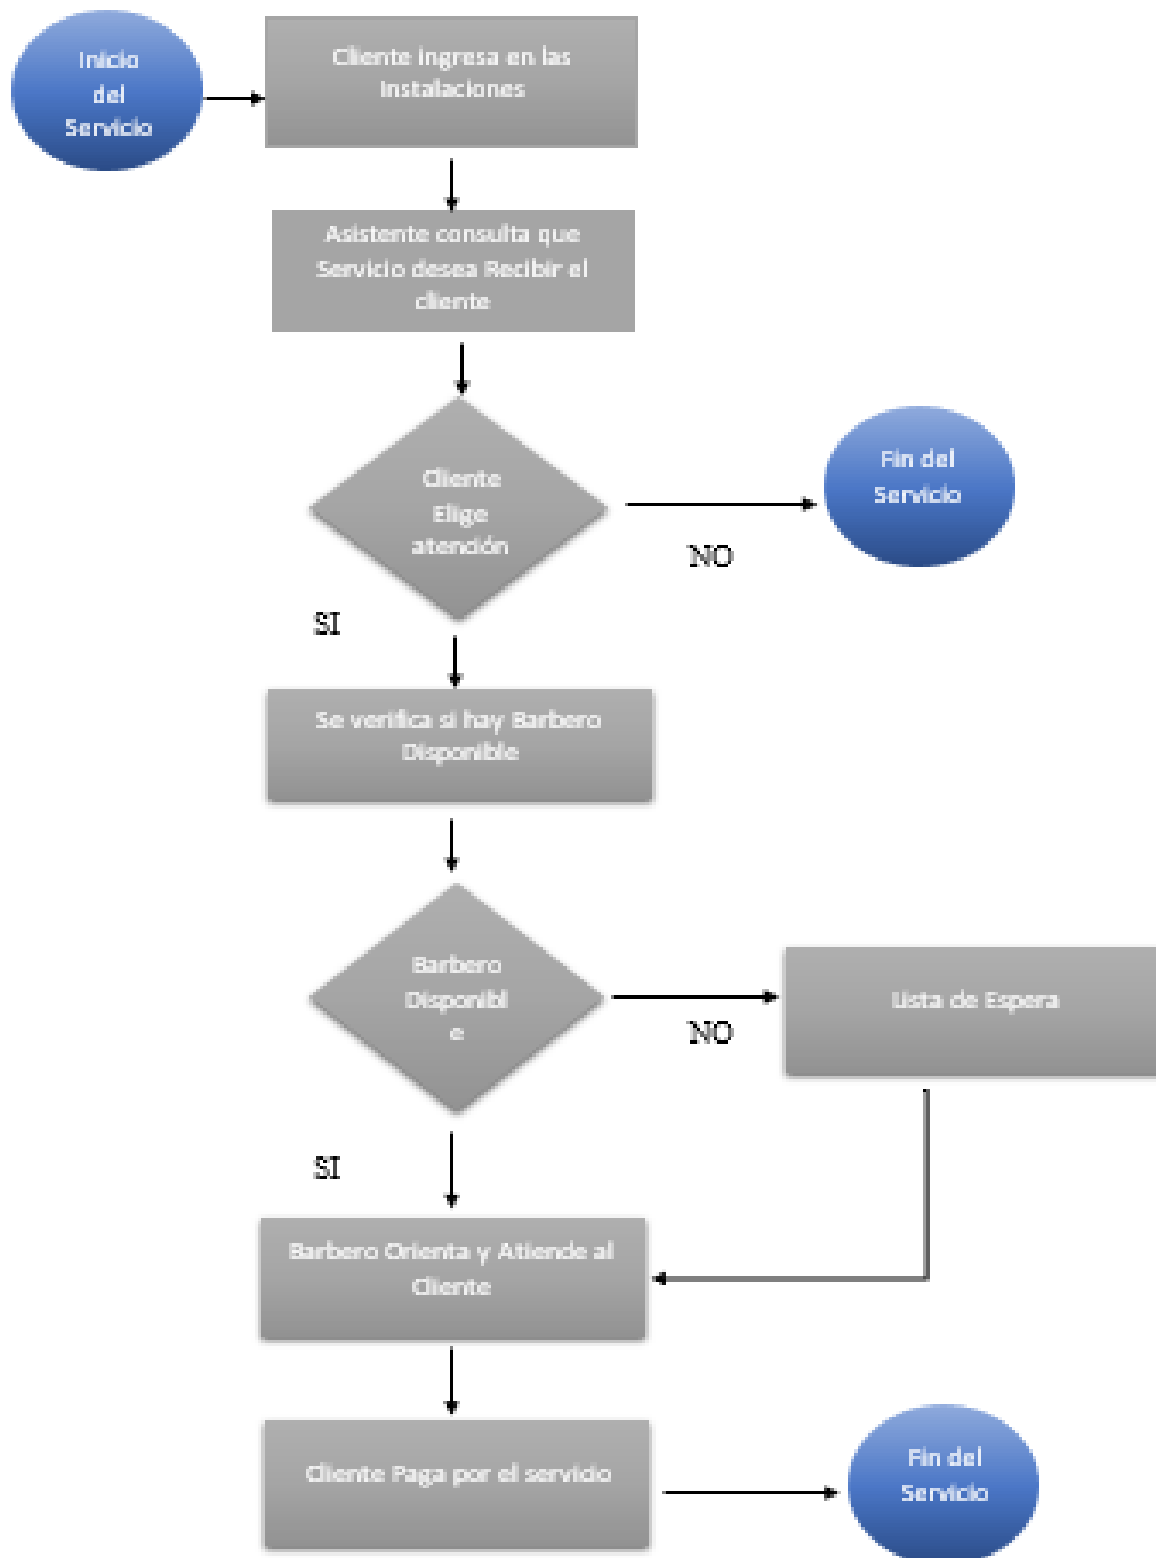 Inicio
del
Servicio
Cliente ingresa en las
Instalaciones
Asistente consulta que
Servicio desea Recibir el
cliente
Cliente
Elige
atención
NO
Fin del
Servicio
SI
Se verifica si hay Barbero
Disponible
Barbero
Disponibl
e
NO
Lista de Espera
SI
Barbero Orienta y Atiende al
Cliente
Cliente Paga por el servicio
Fin del
Servicio